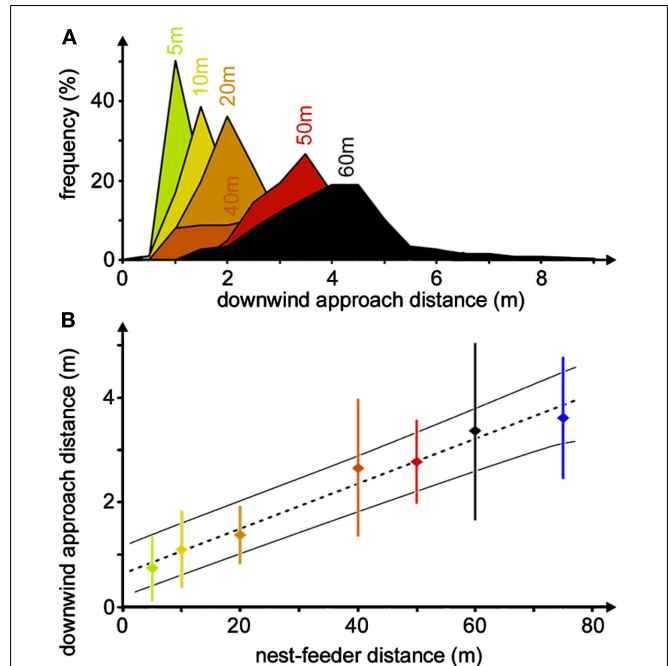 A
frequency (%)
40
20
0
5m
10m
20m
40m
50m
60m
0 2 4 6 8
downwind approach distance (m)
B
downwind approach distance (m)
4
2
0
0 20 40 60 80
nest-feeder distance (m)